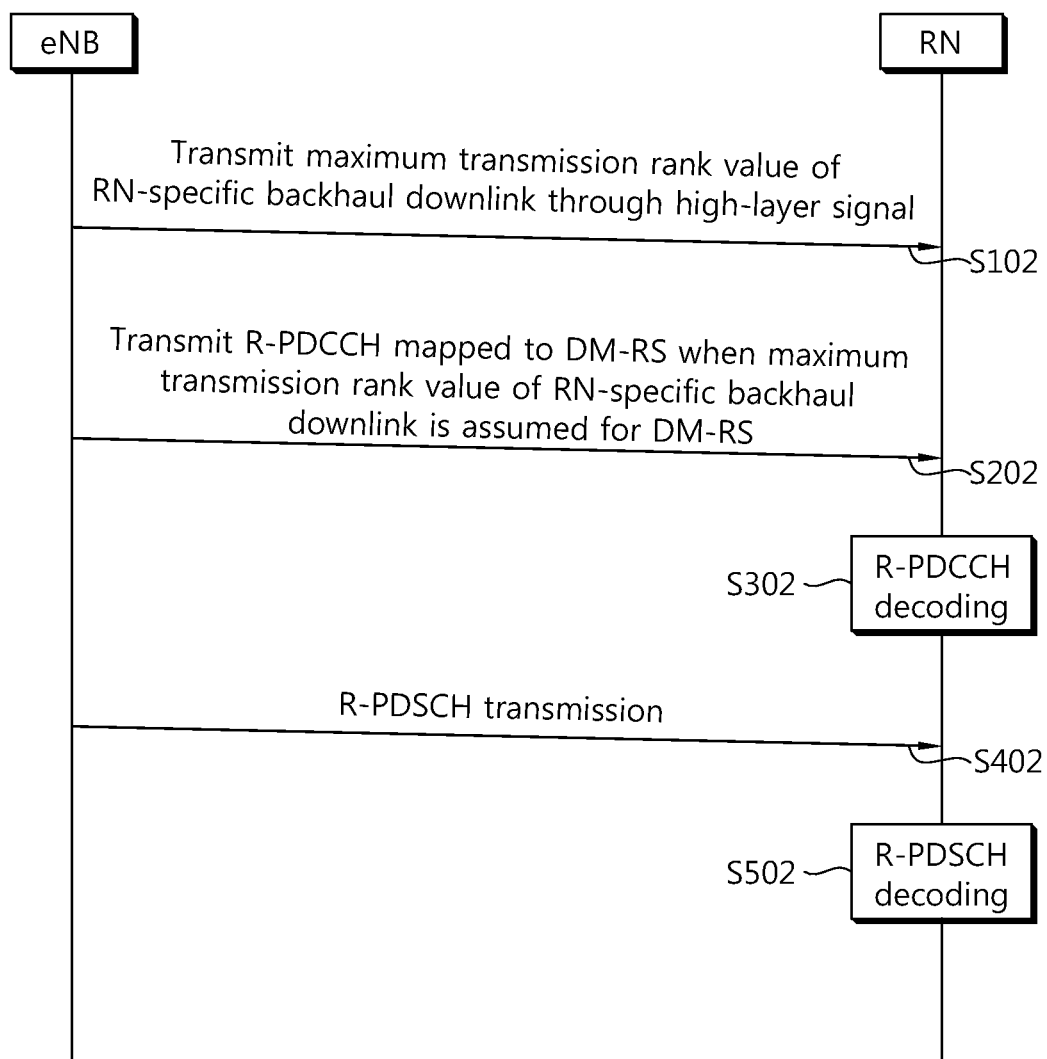 eNB
RN
Transmit maximum transmission rank value of
RN-specific backhaul downlink through high-layer signal
S102
Transmit R-PDCCH mapped to DM-RS when maximum
transmission rank value of RN-specific backhaul
downlink is assumed for DM-RS
S202
S302
R-PDCCH
decoding
R-PDSCH transmission
S402
S502
R-PDSCH
decoding